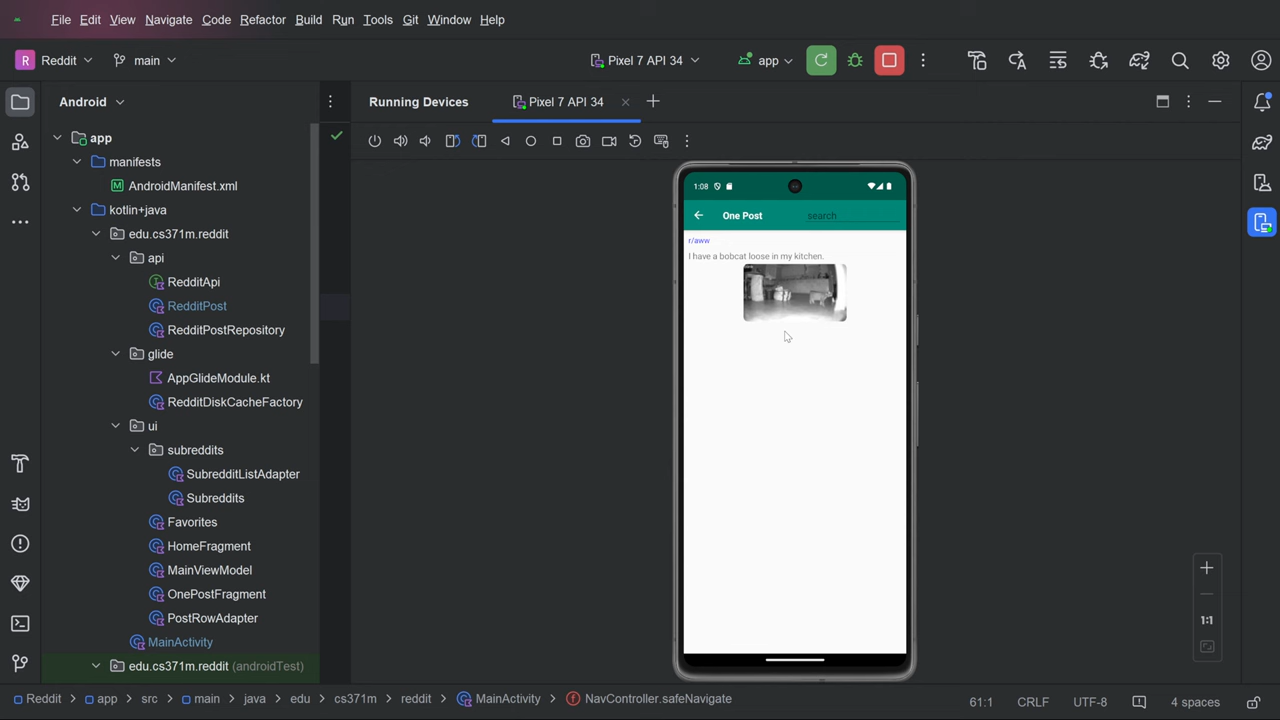 File Edit View Navigate Code Refactor Build Run Tools Git Window Help
R Reddit main Pixel 7 API 34 app
Android Running Devices Pixel 7 API 34
app
manifests
M AndroidManifest.xml
kotlin+java
edu.cs371m.reddit
api
RedditApi
RedditPost
RedditPostRepository
glide
AppGlideModule.kt
RedditDiskCacheFactory
ui
subreddits
SubredditListAdapter
Subreddits
Favorites
HomeFragment
MainViewModel
OnePostFragment
PostRowAdapter
MainActivity
edu.cs371m.reddit (androidTest)
1:08
One Post search
r/aww
I have a bobcat loose in my kitchen.
1:1
Reddit app src main java edu cs371m reddit MainActivity NavController.safeNavigate 61:1 CRLF UTF-8 4 spaces